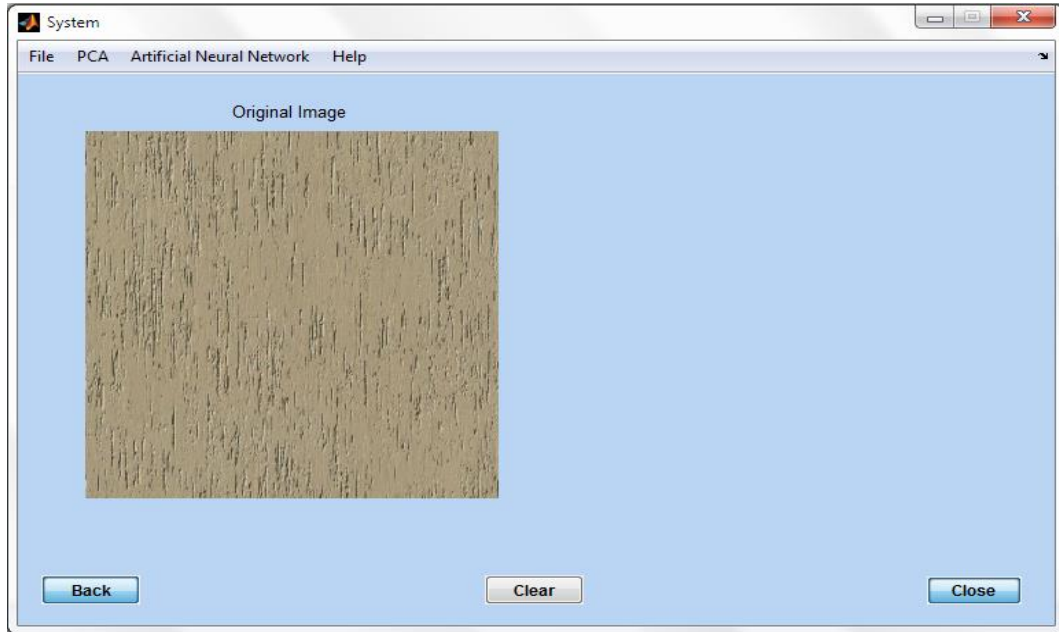 System
File PCA Artificial Neural Network Help
Original Image
Back Clear Close